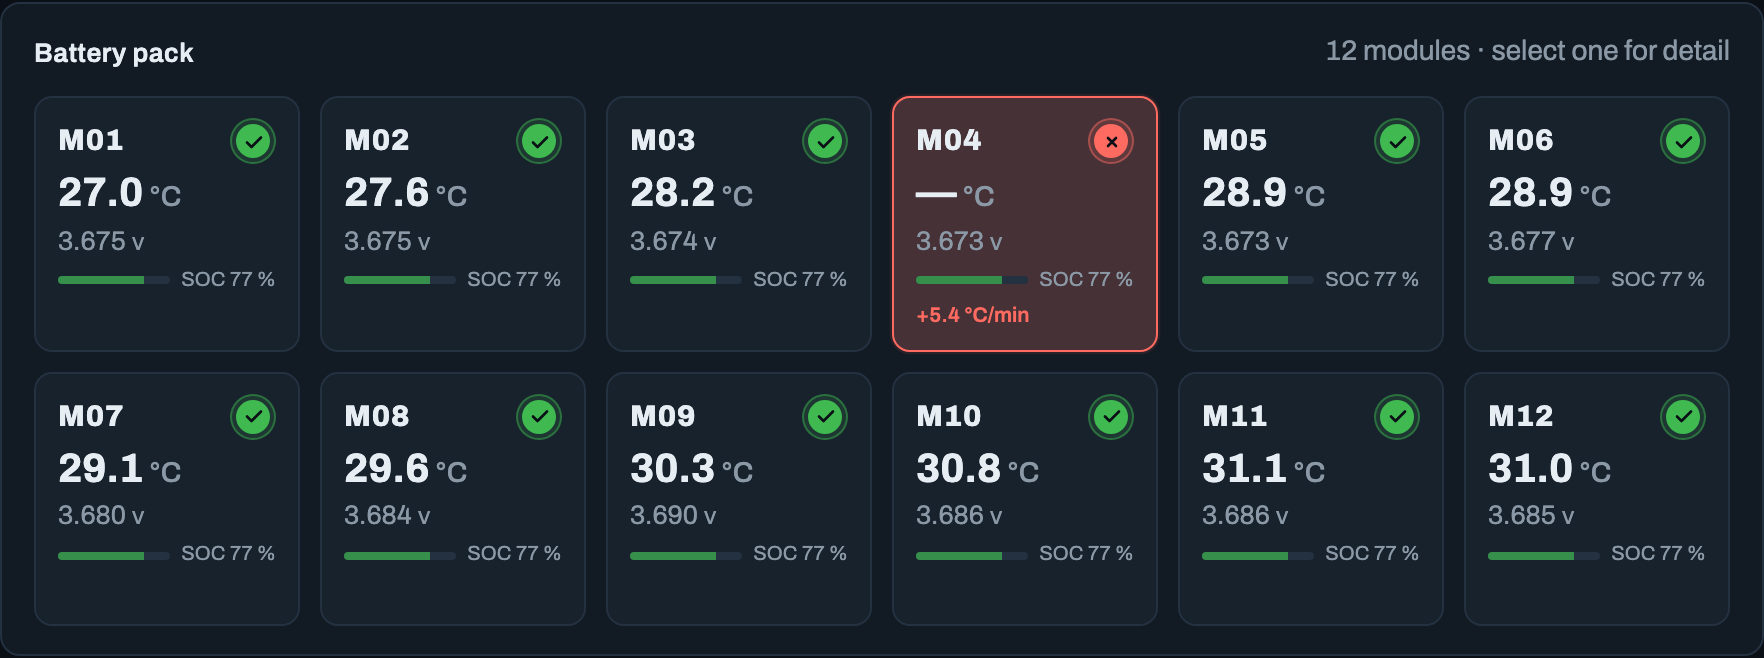 Battery pack
12 modules · select one for detail
M01
27.0 °C
3.675 v
SOC 77 %
M02
27.6 °C
3.675 v
SOC 77 %
M03
28.2 °C
3.674 v
SOC 77 %
M04
— °C
3.673 v
SOC 77 %
+5.4 °C/min
M05
28.9 °C
3.673 v
SOC 77 %
M06
28.9 °C
3.677 v
SOC 77 %
M07
29.1 °C
3.680 v
SOC 77 %
M08
29.6 °C
3.684 v
SOC 77 %
M09
30.3 °C
3.690 v
SOC 77 %
M10
30.8 °C
3.686 v
SOC 77 %
M11
31.1 °C
3.686 v
SOC 77 %
M12
31.0 °C
3.685 v
SOC 77 %